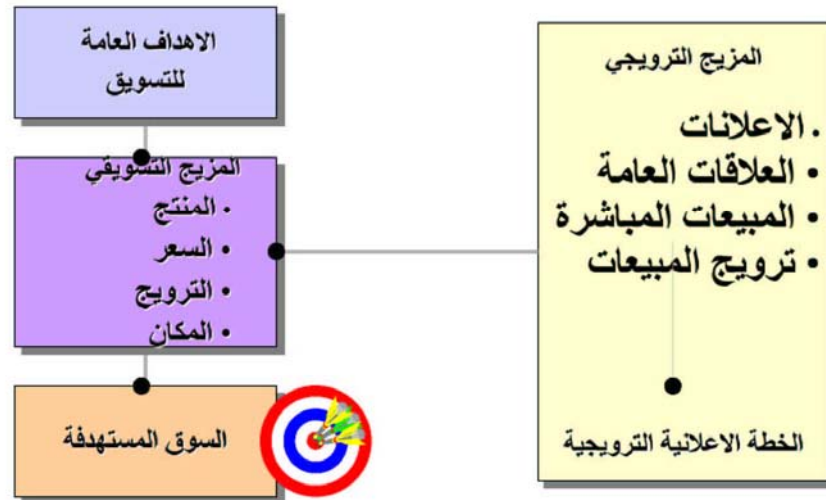 الاهداف العامة
للتسويق
المزيج التسويقي
• المنتج
• السعر
• الترويج
• المكان
السوق المستهدفة
المزيج الترويجي
• الاعلانات
• العلاقات العامة
• المبيعات المباشرة
• ترويج المبيعات
الخطة الاعلانية الترويجية